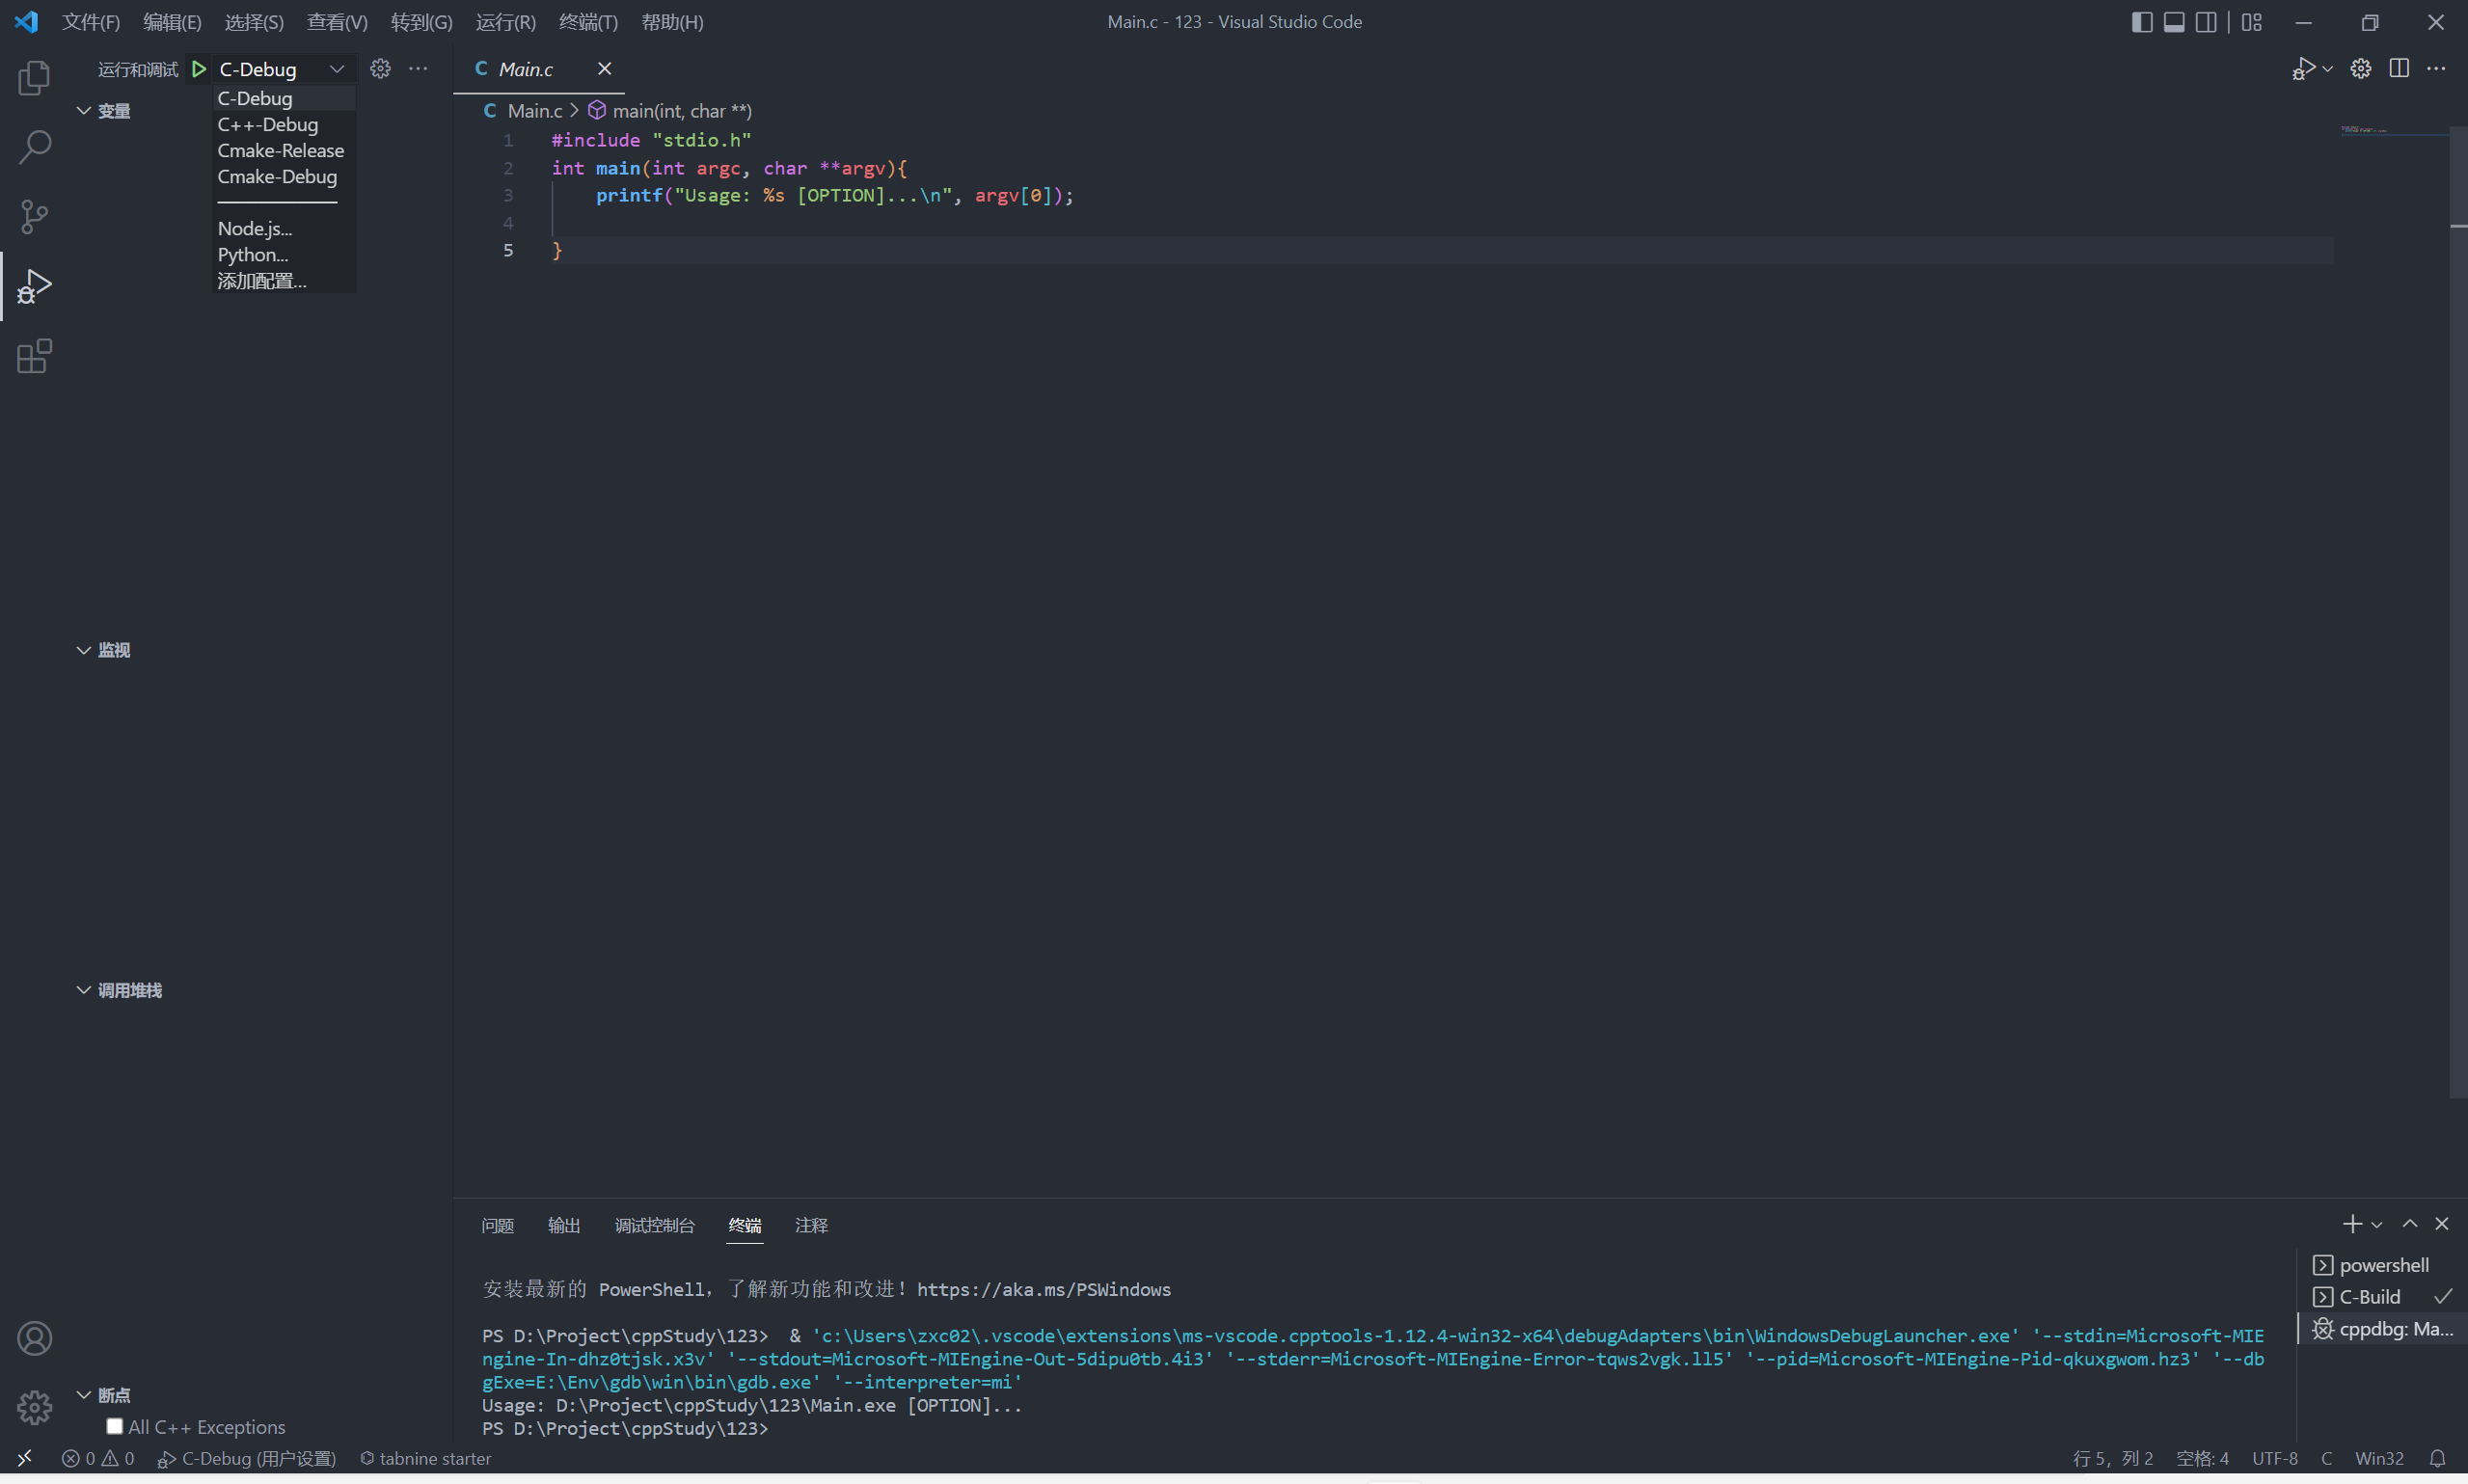 文件(F) 编辑(E) 选择(S) 查看(V) 转到(G) 运行(R) 终端(T) 帮助(H) Main.c - 123 - Visual Studio Code
运行和调试 C-Debug
C-Debug
C++-Debug
Cmake-Release
Cmake-Debug
Node.js...
Python...
添加配置...
变量
监视
调用堆栈
断点
All C++ Exceptions
C Main.c
C Main.c > main(int, char **)
1 #include "stdio.h"
2 int main(int argc, char **argv){
3 printf("Usage: %s [OPTION]...\n", argv[0]);
4
5 }
问题 输出 调试控制台 终端 注释
安装最新的 PowerShell，了解新功能和改进！https://aka.ms/PSWindows
PS D:\Project\cppStudy\123>  & 'c:\Users\zxc02\.vscode\extensions\ms-vscode.cpptools-1.12.4-win32-x64\debugAdapters\bin\WindowsDebugLauncher.exe' '--stdin=Microsoft-MIE
ngine-In-dhz0tjsk.x3v' '--stdout=Microsoft-MIEngine-Out-5dipu0tb.4i3' '--stderr=Microsoft-MIEngine-Error-tqws2vgk.ll5' '--pid=Microsoft-MIEngine-Pid-qkuxgwom.hz3' '--db
gExe=E:\Env\gdb\win\bin\gdb.exe' '--interpreter=mi'
Usage: D:\Project\cppStudy\123\Main.exe [OPTION]...
PS D:\Project\cppStudy\123>
powershell
C-Build
cppdbg: Ma...
0 0 C-Debug (用户设置) tabnine starter 行 5，列 2 空格: 4 UTF-8 C Win32